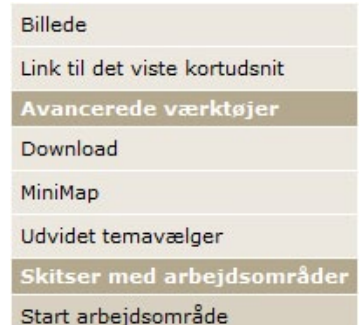 Billede
Link til det viste kortudsnit
Avancerede værktøjer
Download
MiniMap
Udvidet temavælger
Skitser med arbejdsområder
Start arbejdsområde